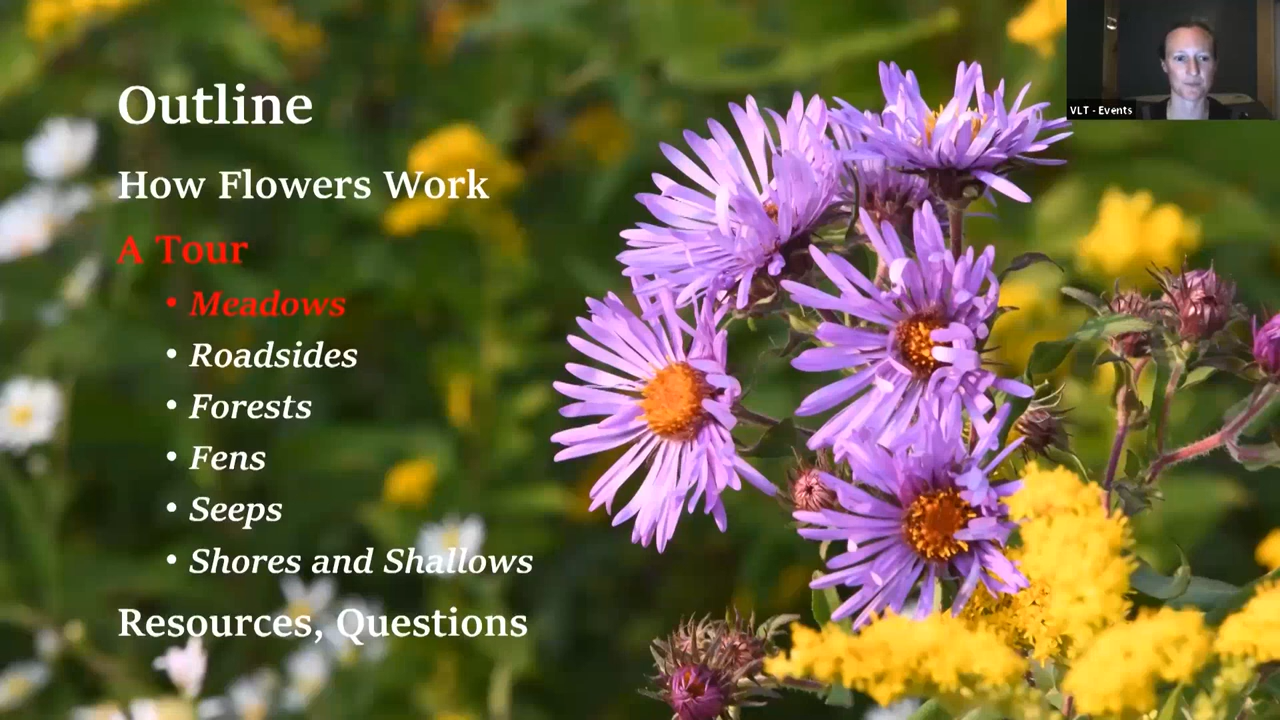 Outline
How Flowers Work
A Tour
• Meadows
• Roadsides
• Forests
• Fens
• Seeps
• Shores and Shallows
Resources, Questions
VLT - Events